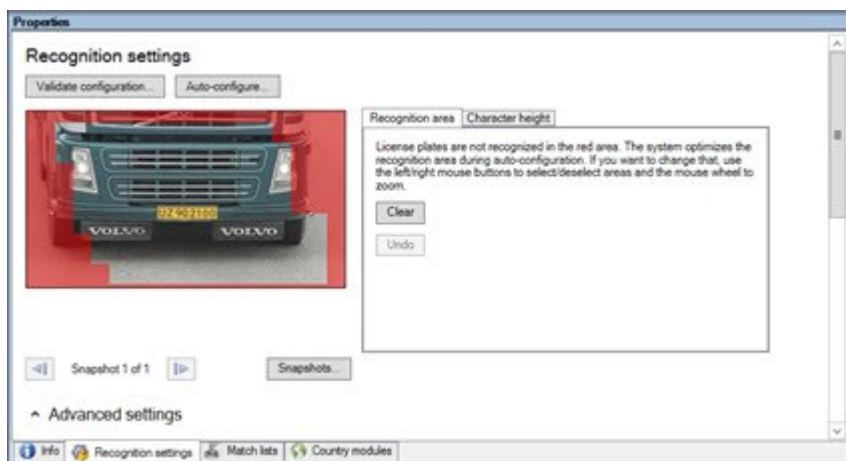 Properties
Recognition settings
Validate configuration...
Auto-configure...
Recognition area
Character height
License plates are not recognized in the red area. The system optimizes the
recognition area during auto-configuration. If you want to change that, use
the left/right mouse buttons to select/deselect areas and the mouse wheel to
zoom.
Clear
Undo
UZ 902100
VOLVO
VOLVO
Snapshot 1 of 1
Snapshots...
Advanced settings
Info
Recognition settings
Match lists
Country modules